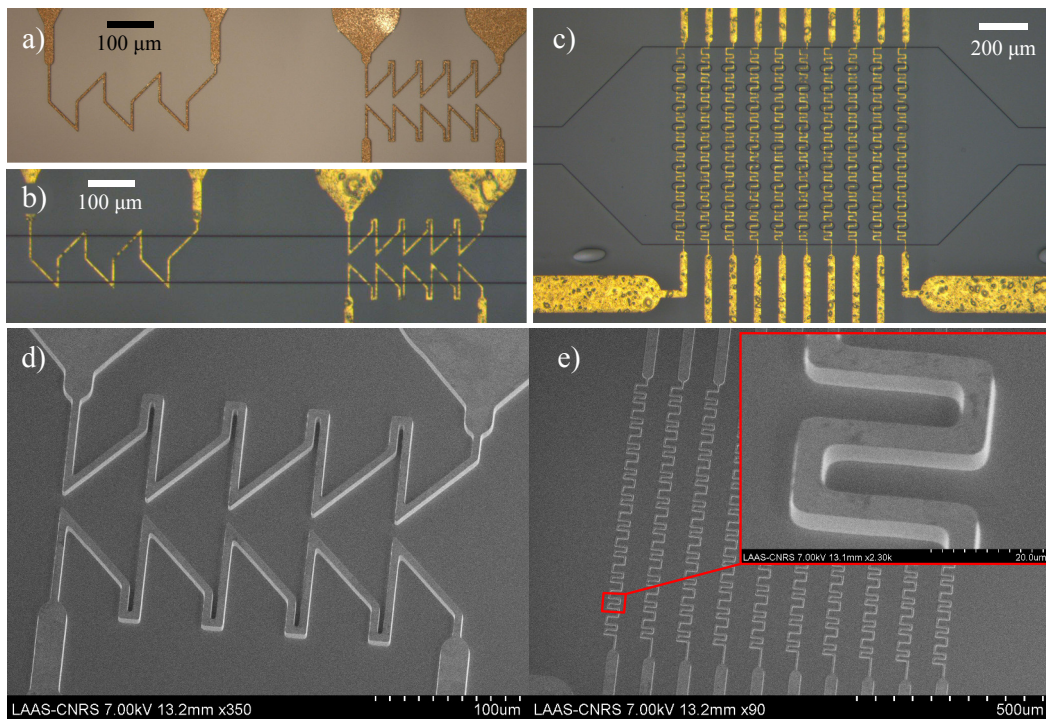 a)
100 μm
b)
100 μm
c)
200 μm
d)
LAAS-CNRS 7.00kV 13.2mm x350
100um
e)
LAAS-CNRS 7.00kV 13.1mm x2.30k
20.0um
LAAS-CNRS 7.00kV 13.2mm x90
500um